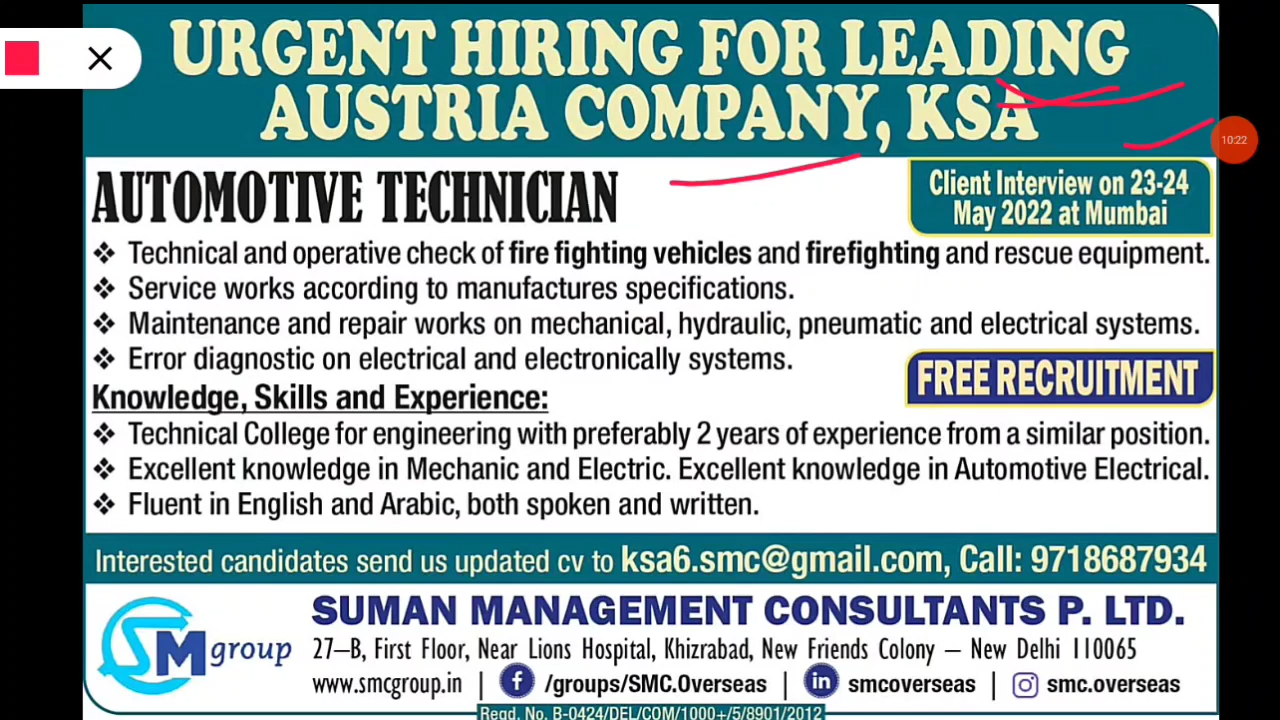 URGENT HIRING FOR LEADING
AUSTRIA COMPANY, KSA
10:22
AUTOMOTIVE TECHNICIAN
Client Interview on 23-24
May 2022 at Mumbai
❖ Technical and operative check of fire fighting vehicles and firefighting and rescue equipment.
❖ Service works according to manufactures specifications.
❖ Maintenance and repair works on mechanical, hydraulic, pneumatic and electrical systems.
❖ Error diagnostic on electrical and electronically systems.
FREE RECRUITMENT
Knowledge, Skills and Experience:
❖ Technical College for engineering with preferably 2 years of experience from a similar position.
❖ Excellent knowledge in Mechanic and Electric. Excellent knowledge in Automotive Electrical.
❖ Fluent in English and Arabic, both spoken and written.
Interested candidates send us updated cv to ksa6.smc@gmail.com, Call: 9718687934
SM group
SUMAN MANAGEMENT CONSULTANTS P. LTD.
27–B, First Floor, Near Lions Hospital, Khizrabad, New Friends Colony – New Delhi 110065
www.smcgroup.in | f /groups/SMC.Overseas | in smcoverseas | smc.overseas
Regd. No. B-0424/DEL/COM/1000+/5/8901/2012